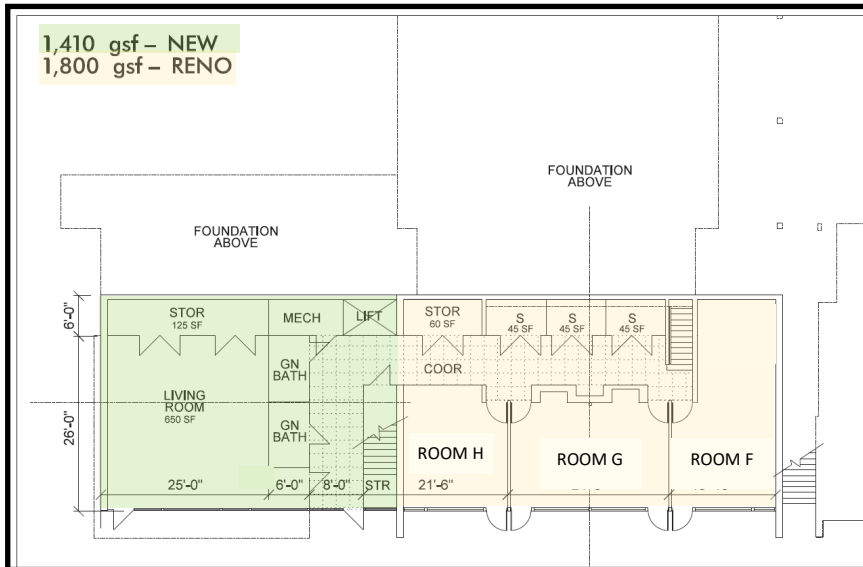 1,410 gsf – NEW
1,800 gsf – RENO
FOUNDATION
ABOVE
FOUNDATION
ABOVE
6'-0"
STOR
125 SF
MECH
LIFT
STOR
60 SF
S
45 SF
S
45 SF
S
45 SF
GN
BATH
COOR
LIVING
ROOM
650 SF
GN
BATH
26'-0"
ROOM H
ROOM G
ROOM F
25'-0"
6'-0"
8'-0"
STR
21'-6"